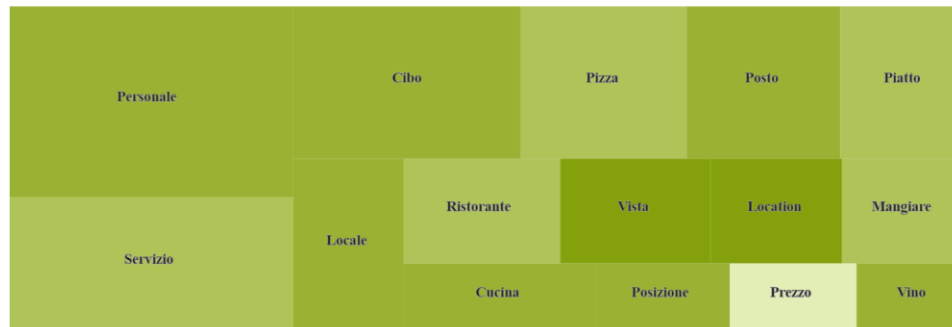 Personale
Cibo
Pizza
Posto
Piatto
Servizio
Locale
Ristorante
Vista
Location
Mangiare
Cucina
Posizione
Prezzo
Vino